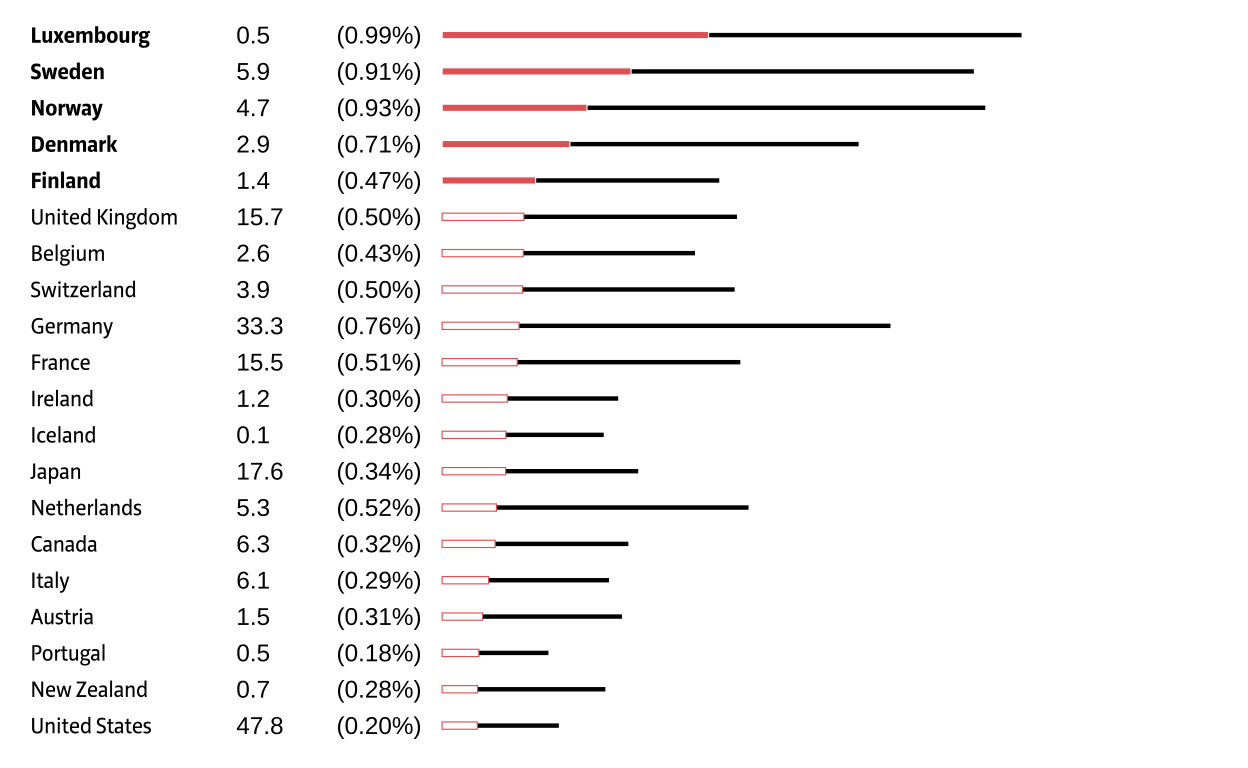 Luxembourg 0.5 (0.99%)
Sweden 5.9 (0.91%)
Norway 4.7 (0.93%)
Denmark 2.9 (0.71%)
Finland 1.4 (0.47%)
United Kingdom 15.7 (0.50%)
Belgium 2.6 (0.43%)
Switzerland 3.9 (0.50%)
Germany 33.3 (0.76%)
France 15.5 (0.51%)
Ireland 1.2 (0.30%)
Iceland 0.1 (0.28%)
Japan 17.6 (0.34%)
Netherlands 5.3 (0.52%)
Canada 6.3 (0.32%)
Italy 6.1 (0.29%)
Austria 1.5 (0.31%)
Portugal 0.5 (0.18%)
New Zealand 0.7 (0.28%)
United States 47.8 (0.20%)